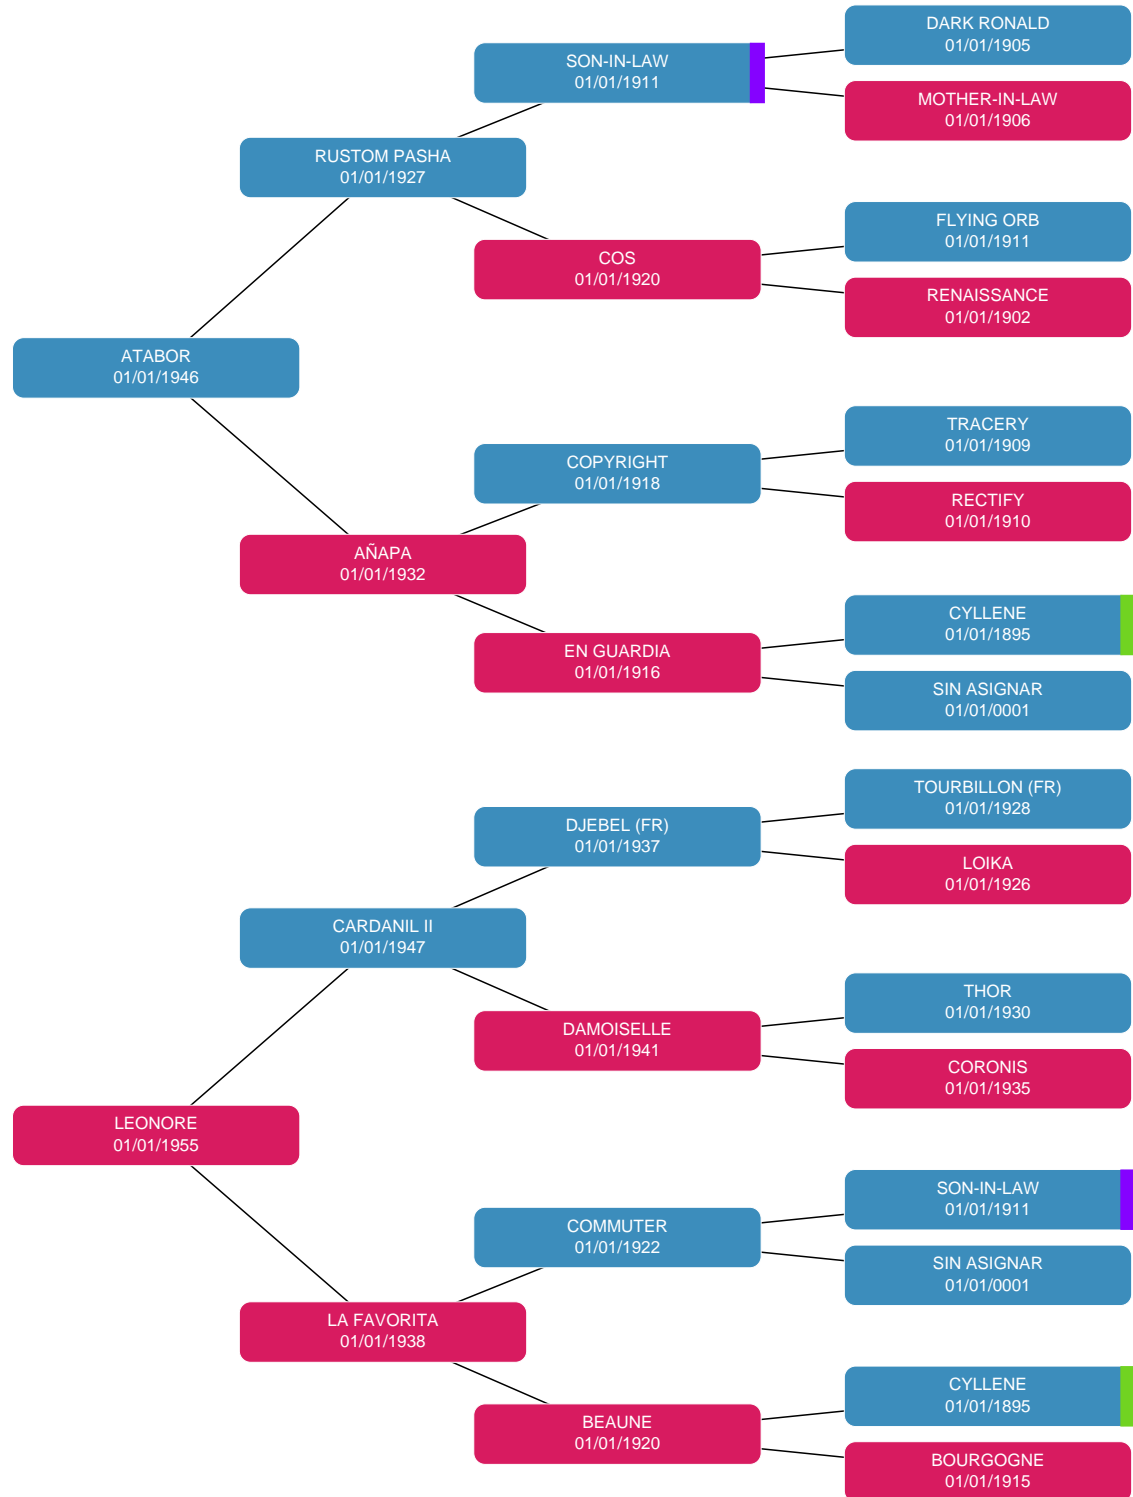 DARK RONALD
01/01/1905
SON-IN-LAW
01/01/1911
MOTHER-IN-LAW
01/01/1906
RUSTOM PASHA
01/01/1927
FLYING ORB
01/01/1911
COS
01/01/1920
RENAISSANCE
01/01/1902
ATABOR
01/01/1946
TRACERY
01/01/1909
COPYRIGHT
01/01/1918
RECTIFY
01/01/1910
AÑAPA
01/01/1932
CYLLENE
01/01/1895
EN GUARDIA
01/01/1916
SIN ASIGNAR
01/01/0001
TOURBILLON (FR)
01/01/1928
DJEBEL (FR)
01/01/1937
LOIKA
01/01/1926
CARDANIL II
01/01/1947
THOR
01/01/1930
DAMOISELLE
01/01/1941
CORONIS
01/01/1935
LEONORE
01/01/1955
SON-IN-LAW
01/01/1911
COMMUTER
01/01/1922
SIN ASIGNAR
01/01/0001
LA FAVORITA
01/01/1938
CYLLENE
01/01/1895
BEAUNE
01/01/1920
BOURGOGNE
01/01/1915